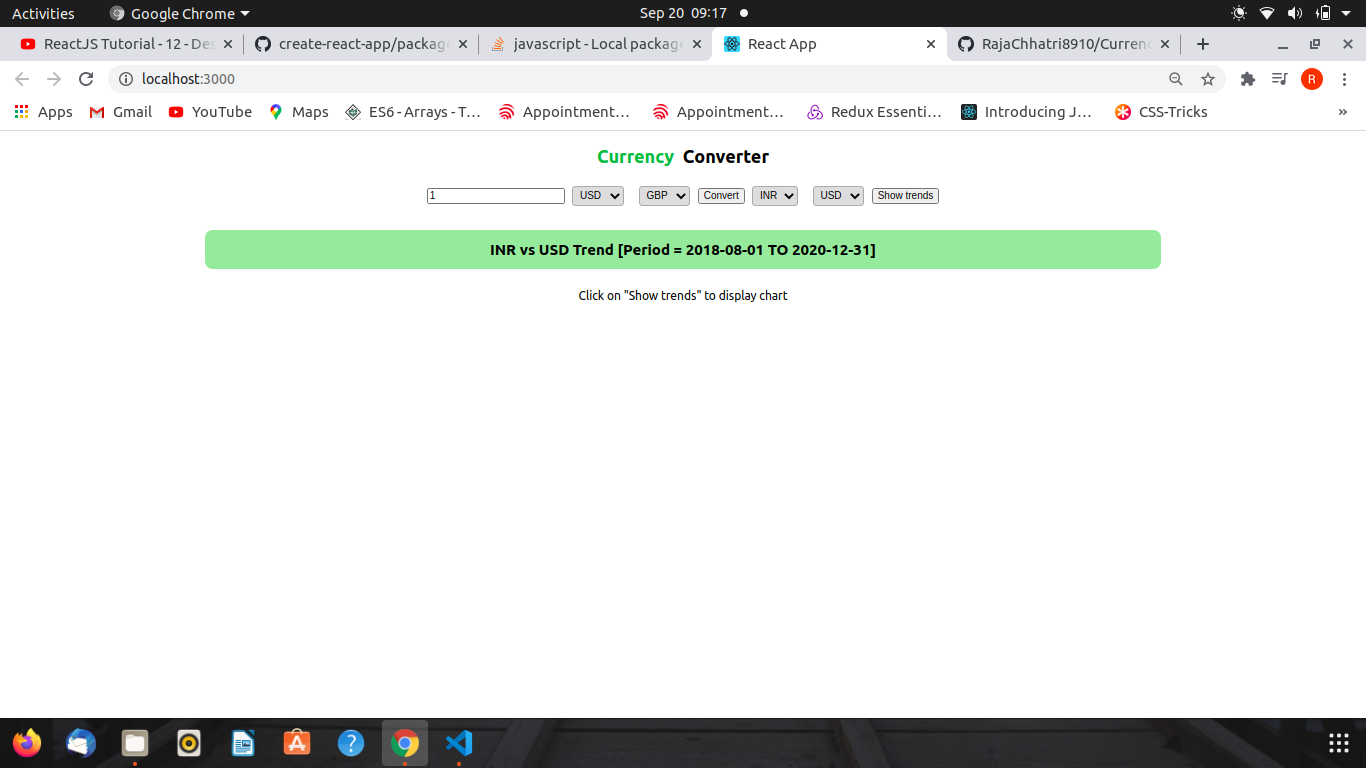 Activities Google Chrome Sep 20 09:17
ReactJS Tutorial - 12 - Des create-react-app/package javascript - Local package React App RajaChhatri8910/Curren
localhost:3000 R
Apps Gmail YouTube Maps ES6 - Arrays - T… Appointment… Appointment… Redux Essenti… Introducing J… CSS-Tricks »
Currency Converter
1 USD GBP Convert INR USD Show trends
INR vs USD Trend [Period = 2018-08-01 TO 2020-12-31]
Click on "Show trends" to display chart